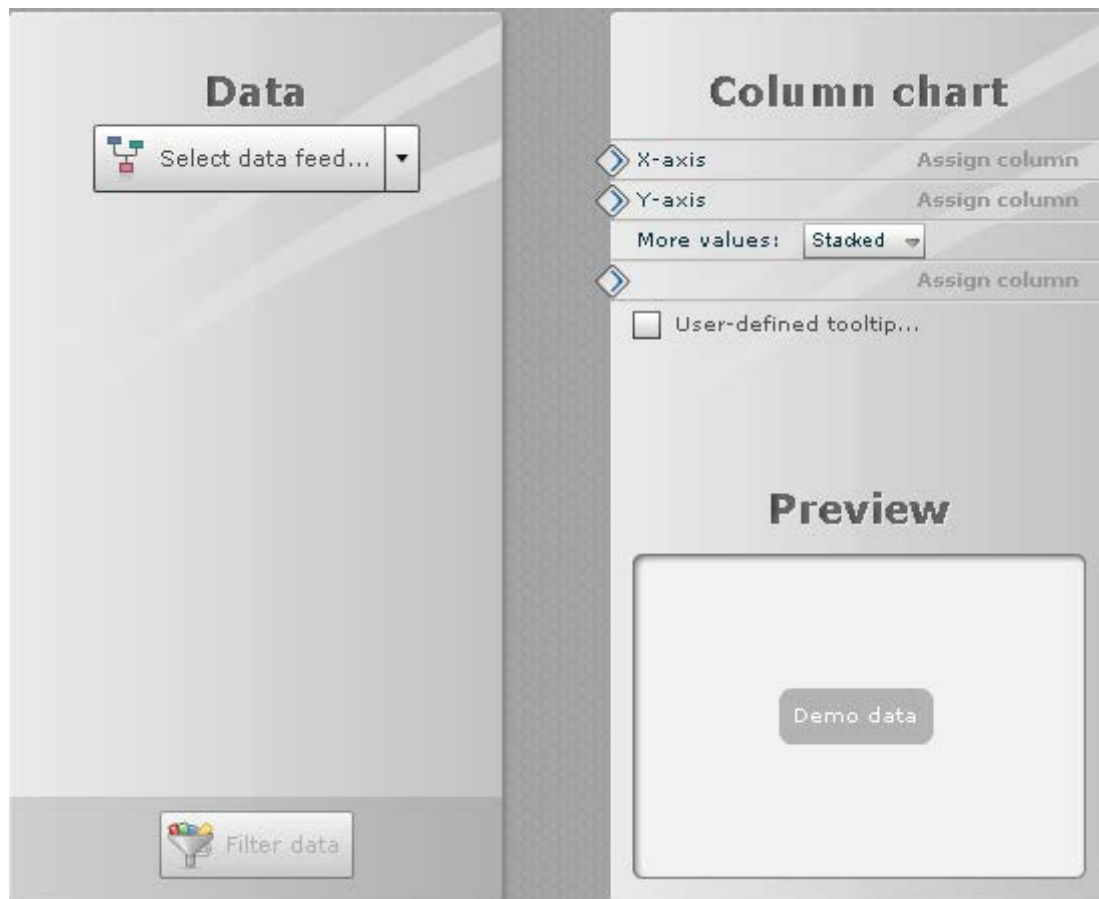 Data
Select data feed...
Filter data
Column chart
X-axis Assign column
Y-axis Assign column
More values: Stacked
Assign column
User-defined tooltip...
Preview
Demo data